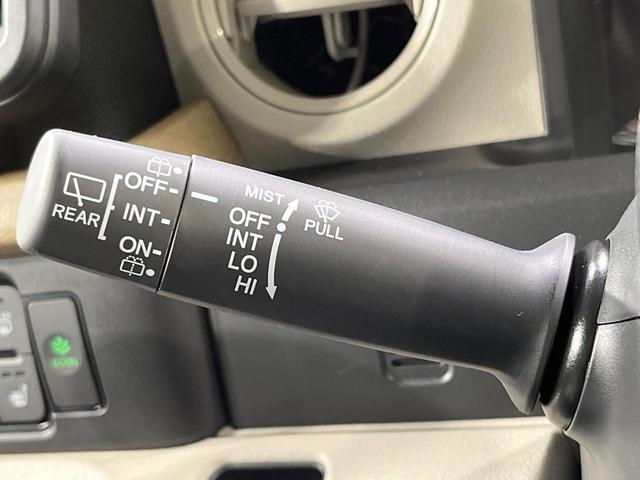 OFF
REAR
INT
ON
MIST
OFF
INT
LO
HI
PULL
ECON